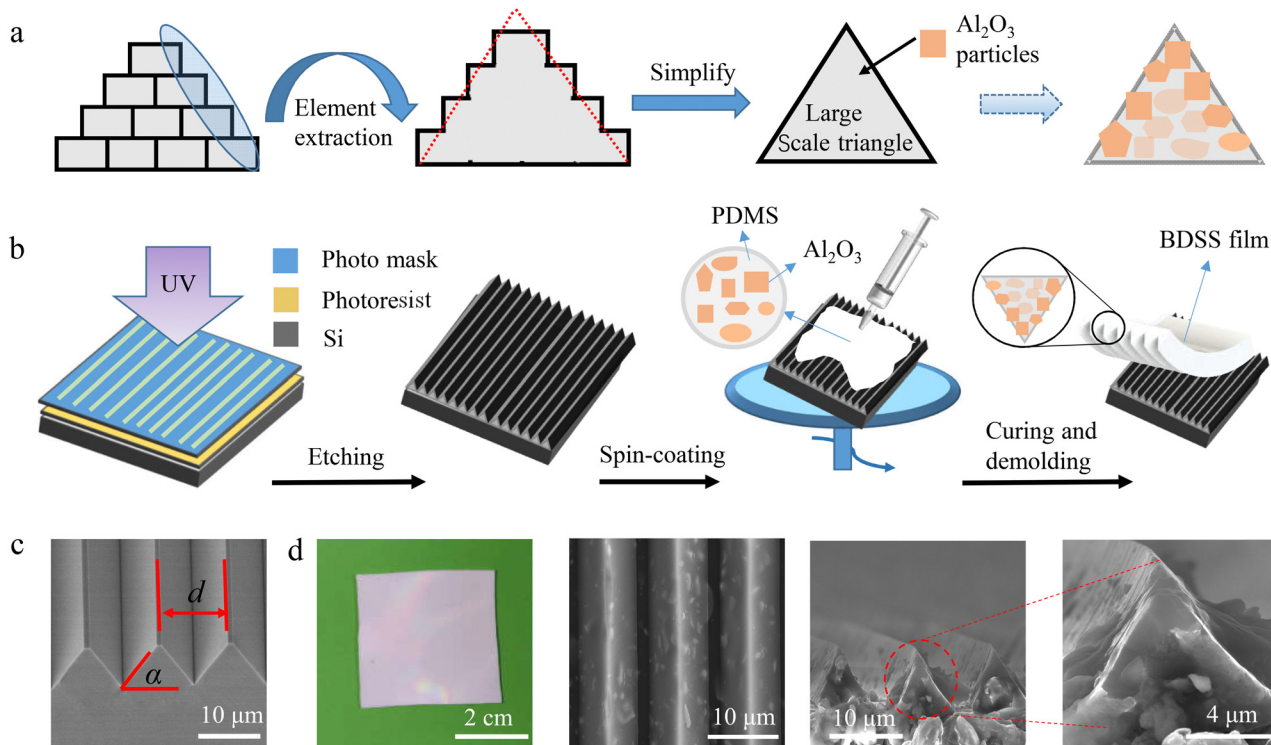 a
Element
extraction
Simplify
Large
Scale triangle
Al₂O₃
particles
b
UV
Photo mask
Photoresist
Si
Etching
Spin-coating
PDMS
Al₂O₃
Curing and
demolding
BDSS film
c
d
α
10 μm
d
2 cm
10 μm
10 μm
4 μm